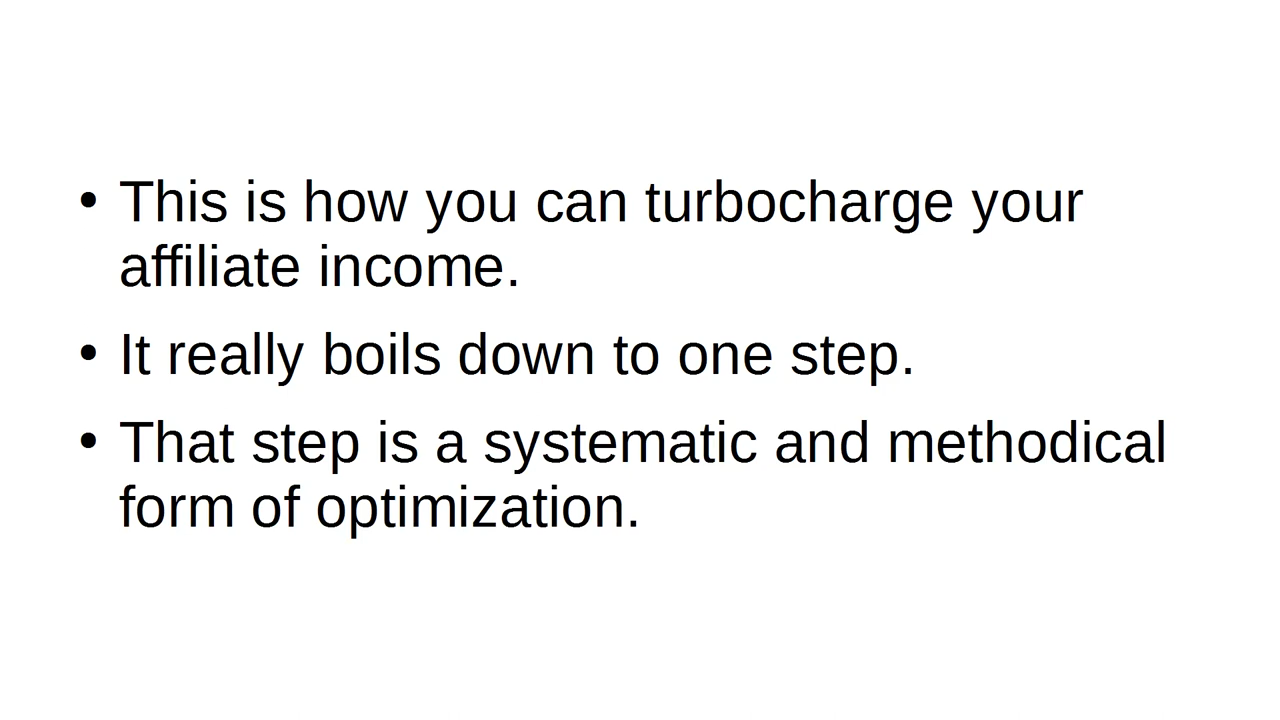 • This is how you can turbocharge your
affiliate income.
• It really boils down to one step.
• That step is a systematic and methodical
form of optimization.